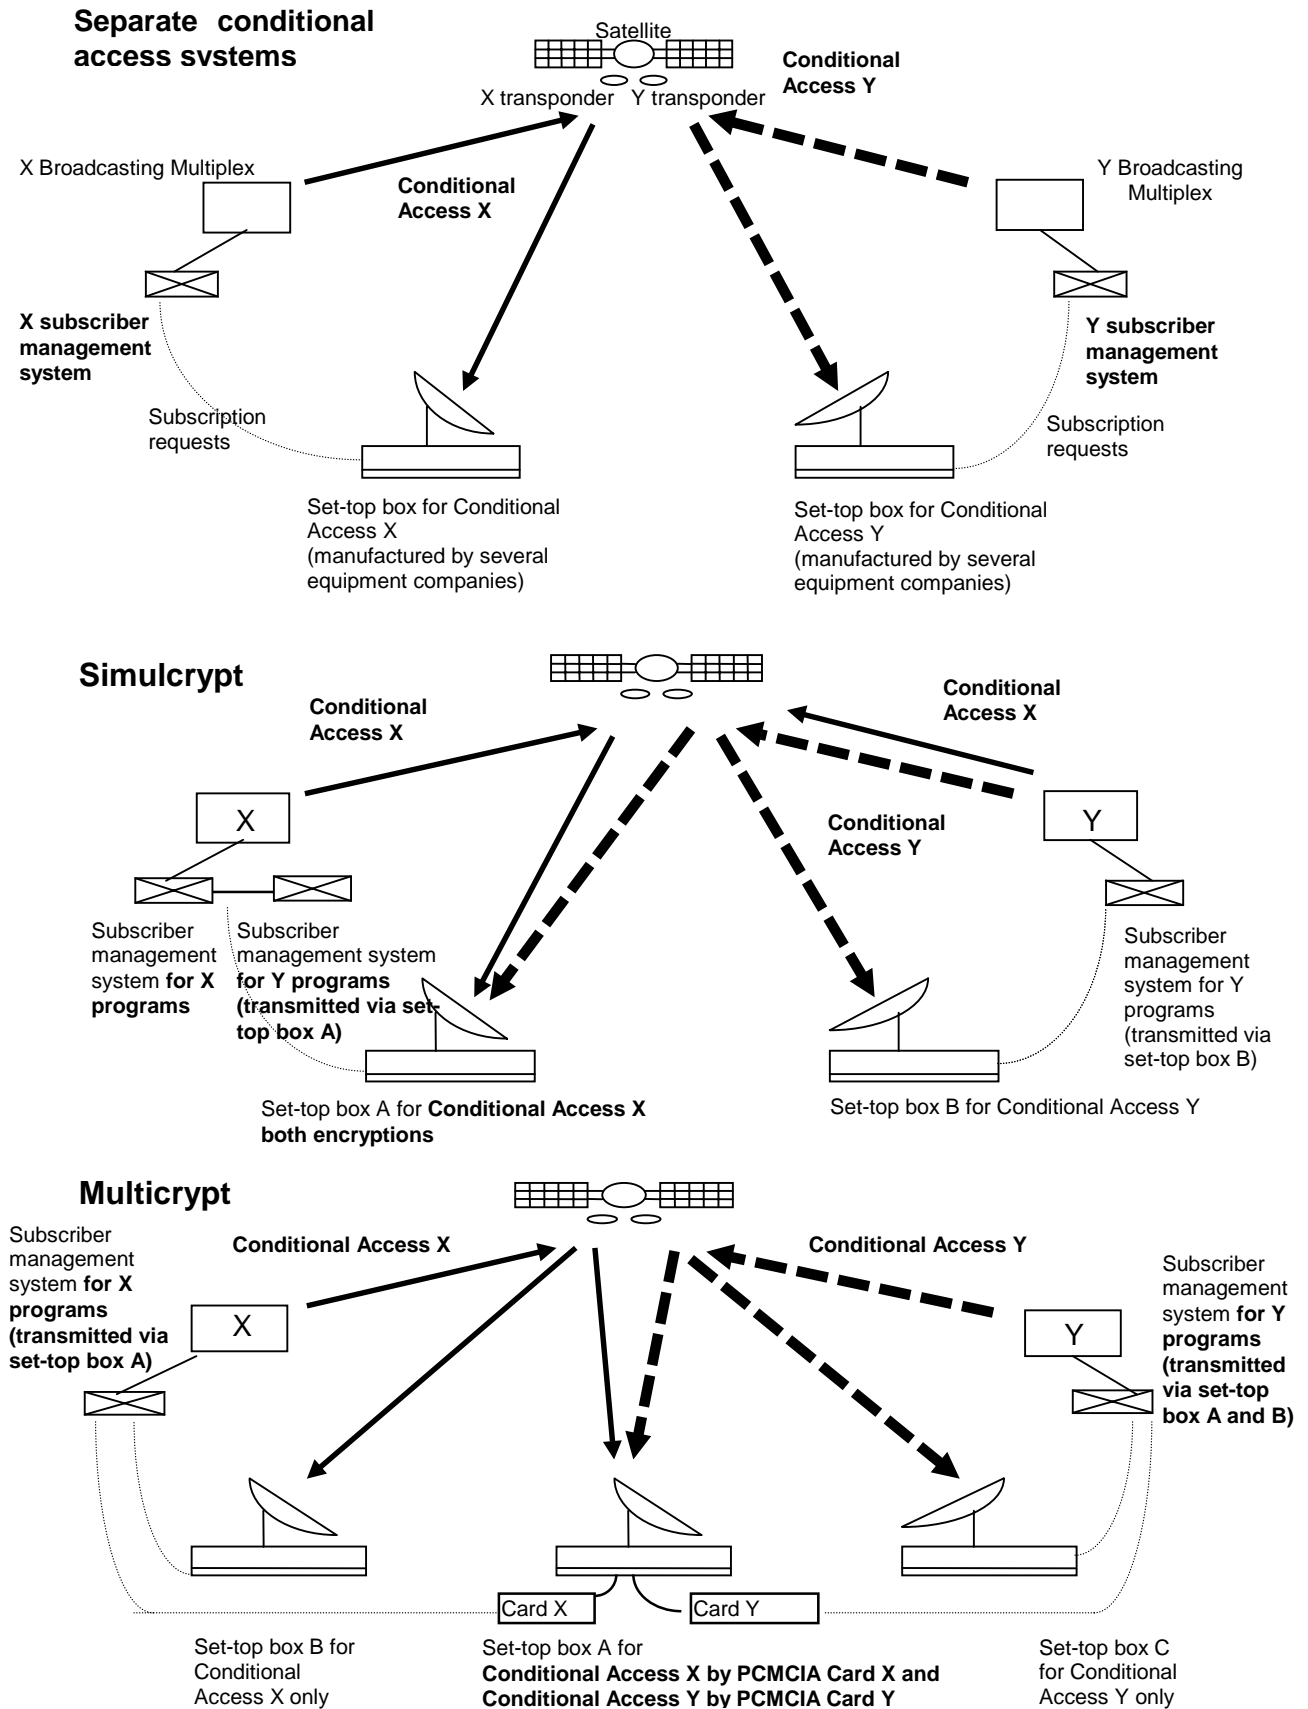 Separate conditional
access systems
Satellite
Conditional
Access Y
X transponder
Y transponder
X Broadcasting Multiplex
Conditional
Access X
Y Broadcasting
Multiplex
X subscriber
management
system
Y subscriber
management
system
Subscription
requests
Subscription
requests
Set-top box for Conditional
Access X
(manufactured by several
equipment companies)
Set-top box for Conditional
Access Y
(manufactured by several
equipment companies)
Simulcrypt
Conditional
Access X
Conditional
Access X
X
Conditional
Access Y
Y
Subscriber
management
system for X
programs
Subscriber
management system
for Y programs
(transmitted via set-
top box A)
Subscriber
management
system for Y
programs
(transmitted via
set-top box B)
Set-top box A for Conditional Access X
both encryptions
Set-top box B for Conditional Access Y
Multicrypt
Subscriber
management
system for X
programs
(transmitted via
set-top box A)
Conditional Access X
Conditional Access Y
Subscriber
management
system for Y
programs
(transmitted
via set-top
box A and B)
X
Y
Card X
Card Y
Set-top box B for
Conditional
Access X only
Set-top box A for
Conditional Access X by PCMCIA Card X and
Conditional Access Y by PCMCIA Card Y
Set-top box C
for Conditional
Access Y only